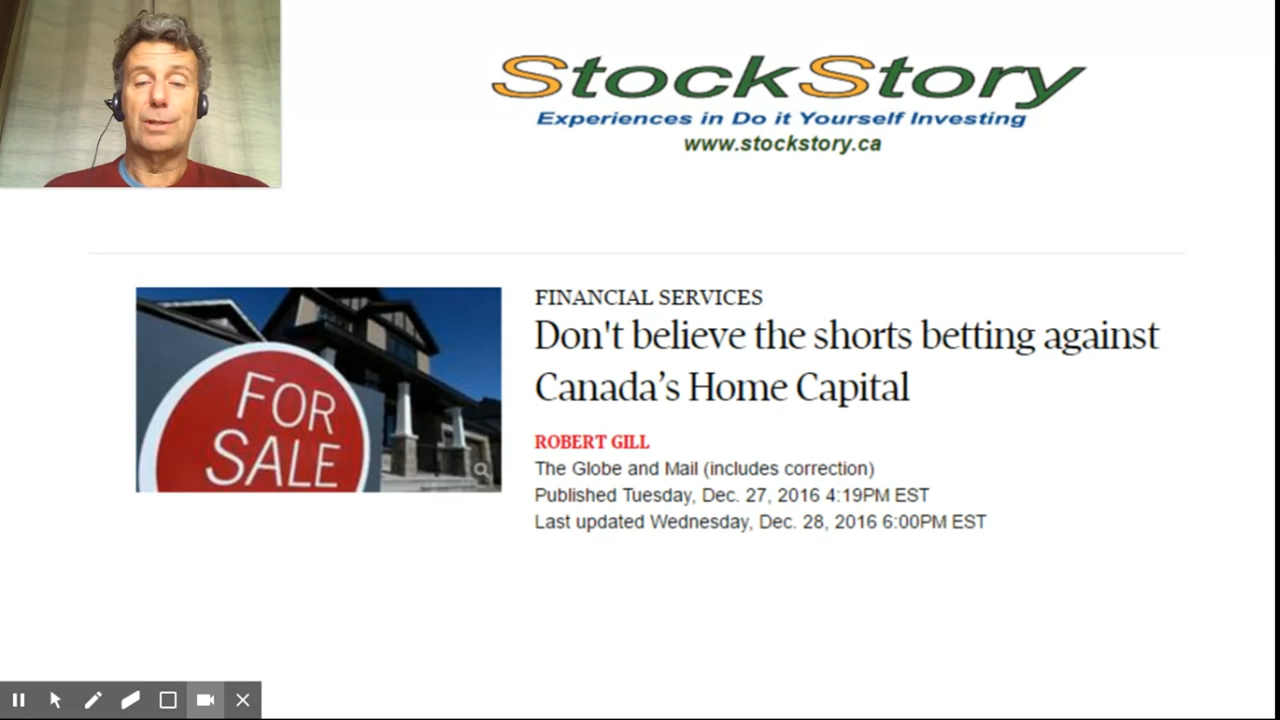 StockStory
Experiences in Do it Yourself Investing
www.stockstory.ca
FOR
SALE
FINANCIAL SERVICES
Don't believe the shorts betting against
Canada’s Home Capital
ROBERT GILL
The Globe and Mail (includes correction)
Published Tuesday, Dec. 27, 2016 4:19PM EST
Last updated Wednesday, Dec. 28, 2016 6:00PM EST